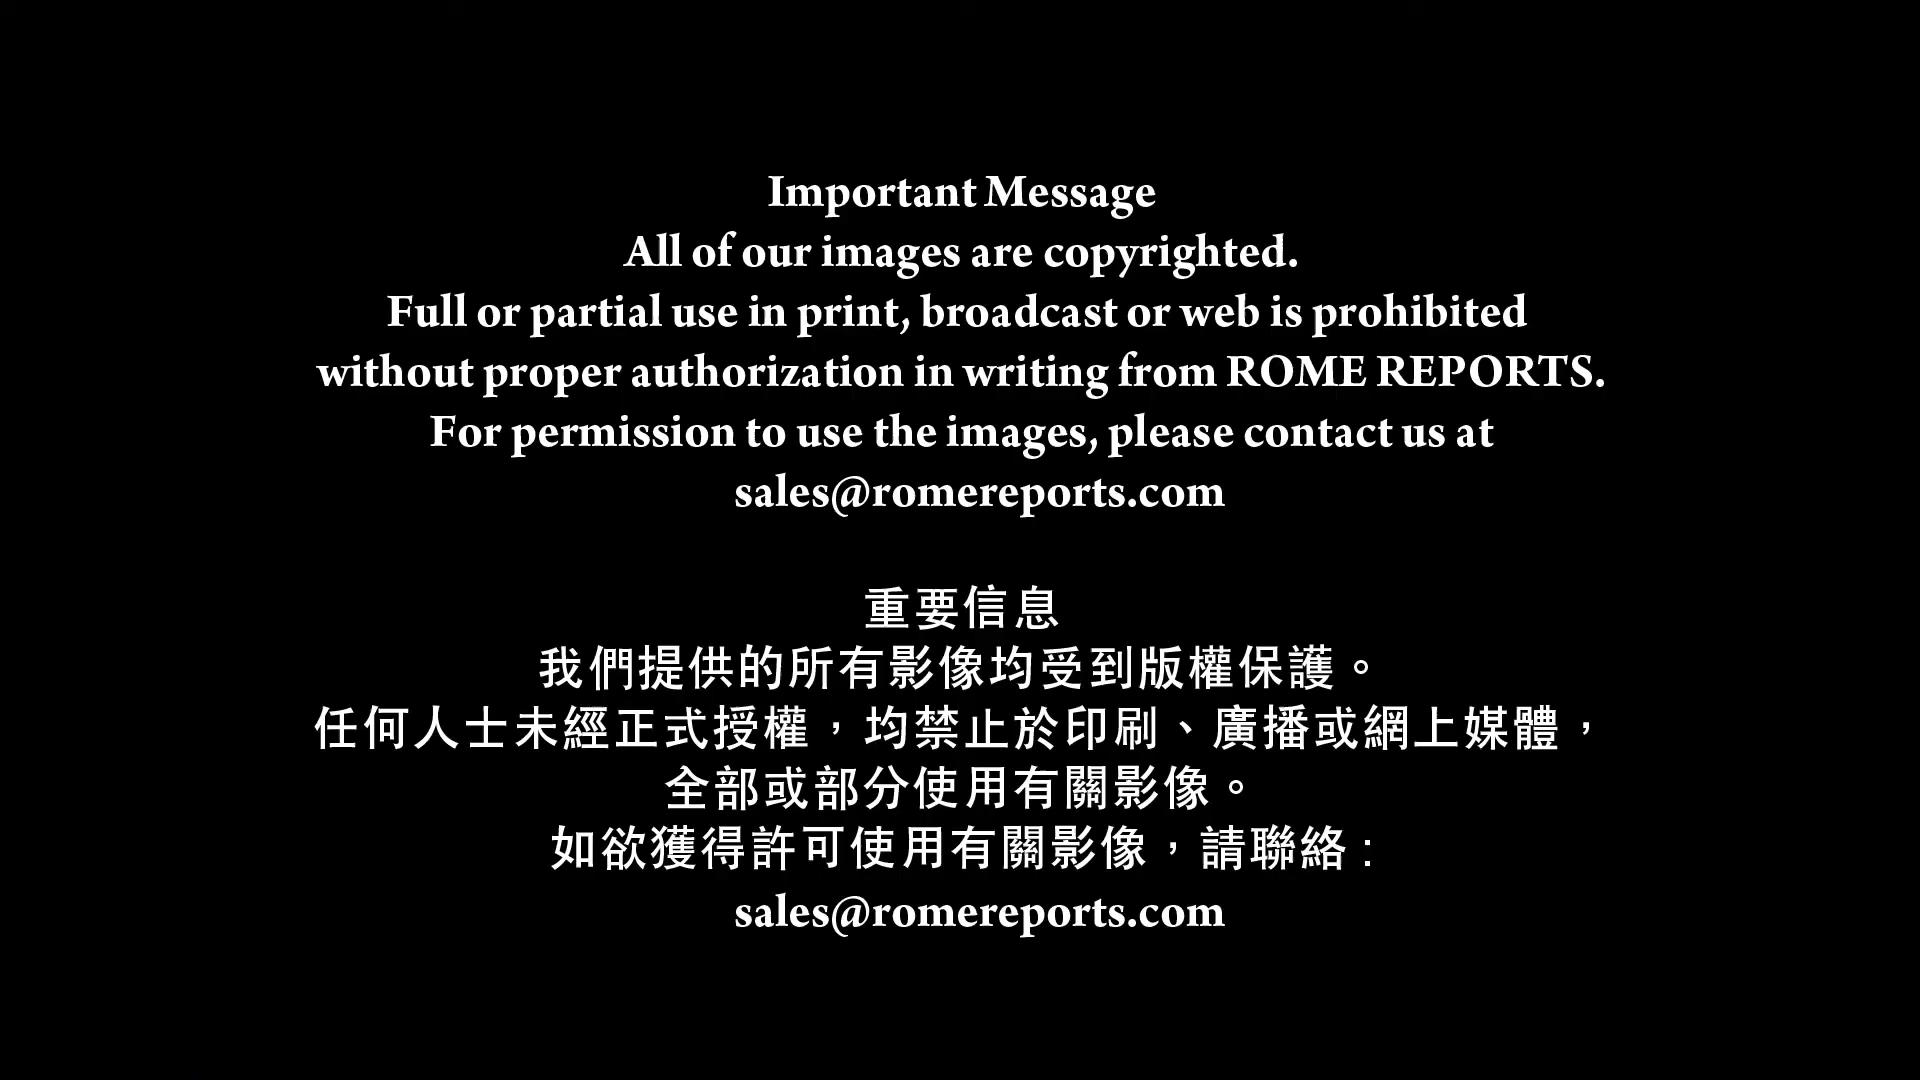 Important Message
All of our images are copyrighted.
Full or partial use in print, broadcast or web is prohibited
without proper authorization in writing from ROME REPORTS.
For permission to use the images, please contact us at
sales@romereports.com
重要信息
我們提供的所有影像均受到版權保護。
任何人士未經正式授權，均禁止於印刷、廣播或網上媒體，
全部或部分使用有關影像。
如欲獲得許可使用有關影像，請聯絡：
sales@romereports.com